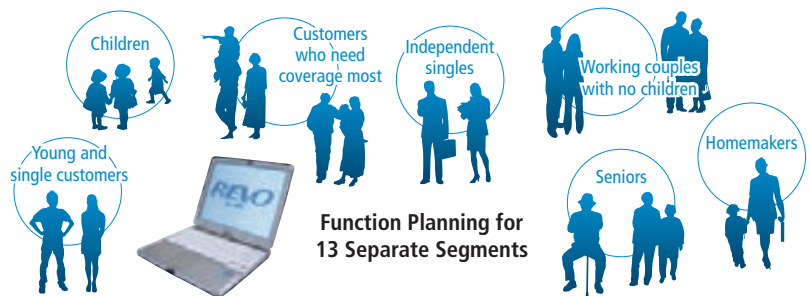 Children
Customers
who need
coverage most
Independent
singles
Working couples
with no children
Young and
single customers
REVO
Function Planning for
13 Separate Segments
Seniors
Homemakers